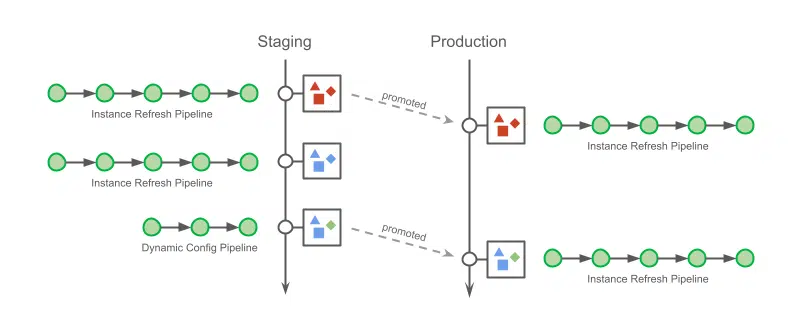 Staging
Production
promoted
Instance Refresh Pipeline
Instance Refresh Pipeline
Instance Refresh Pipeline
promoted
Dynamic Config Pipeline
Instance Refresh Pipeline